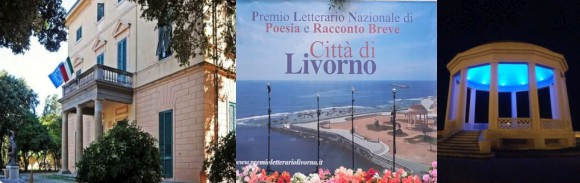 Premio Letterario Nazionale di
Poesia e Racconto Breve
Città di
Livorno
www.premioletterariolivorno.it